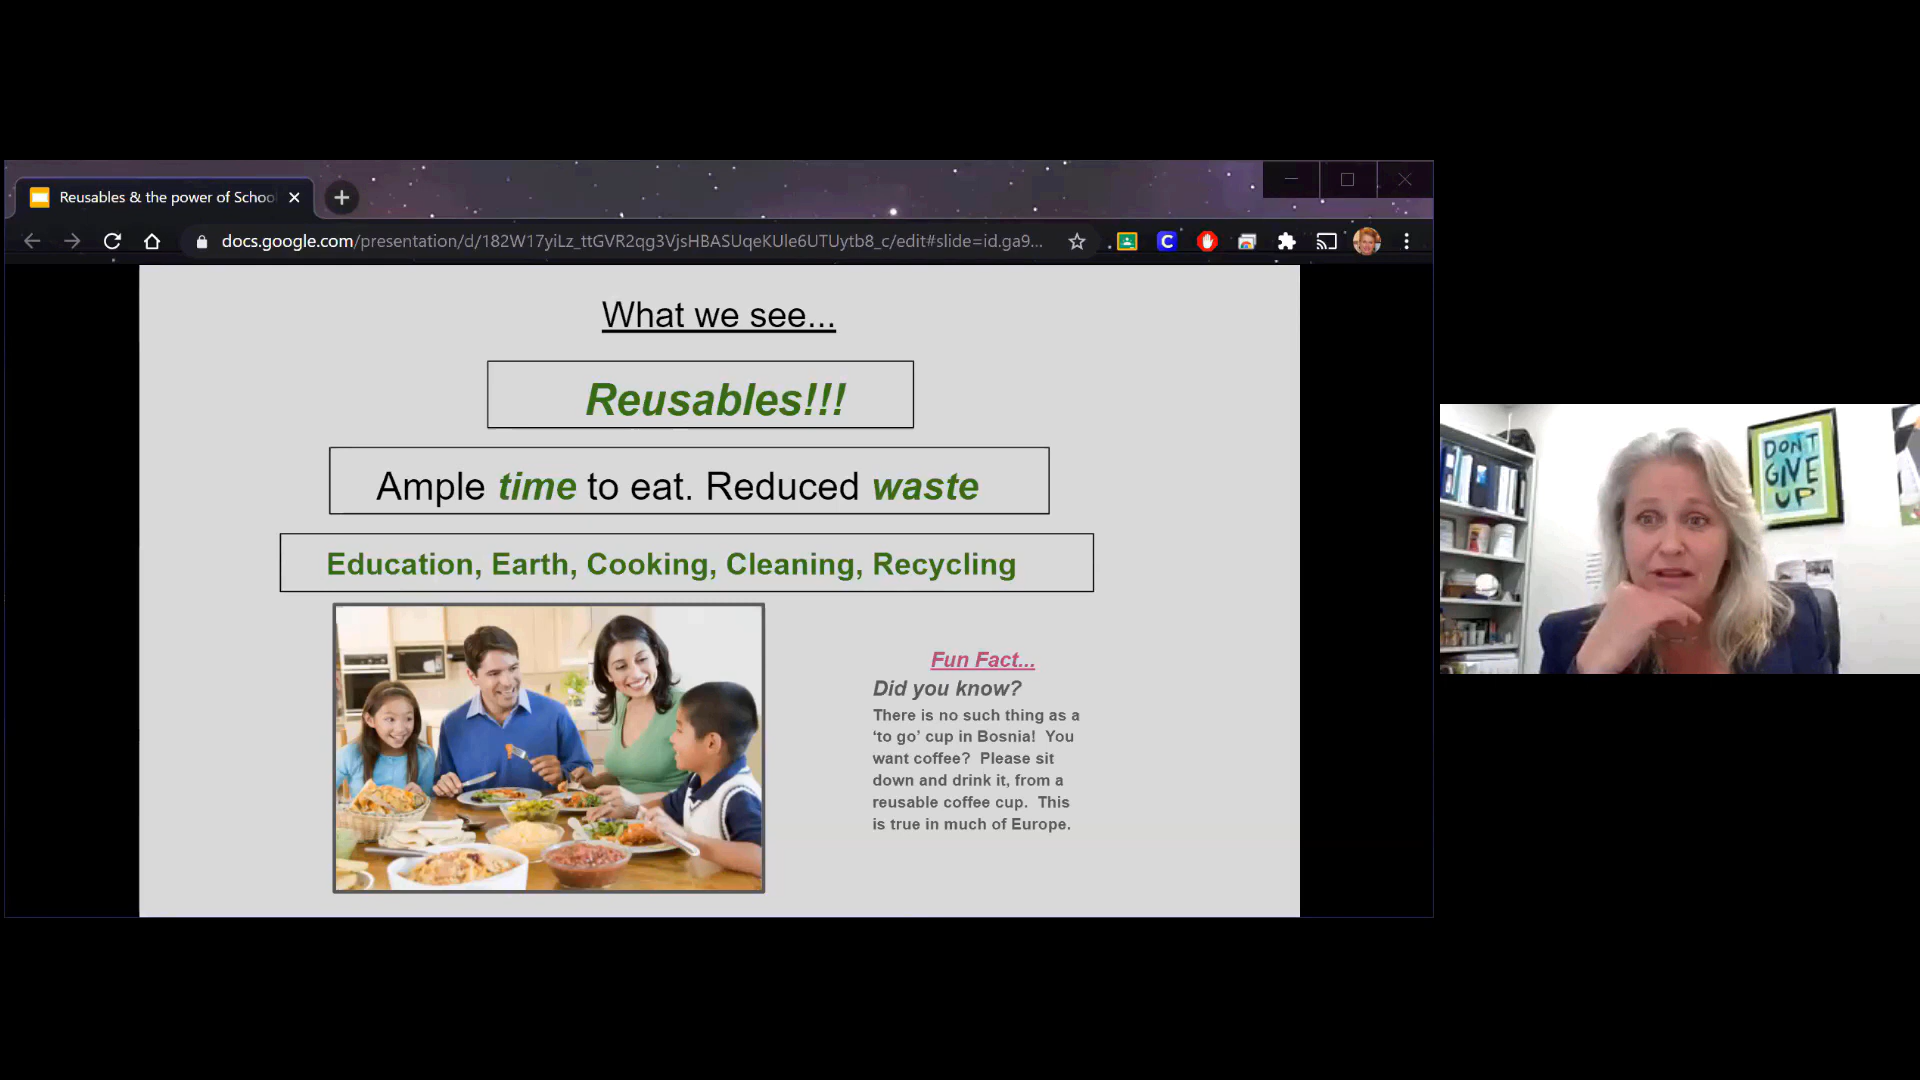 Reusables & the power of School
docs.google.com/presentation/d/182W17yiLz_ttGVR2qg3VjsHBASUqeKUle6UTUytb8_c/edit#slide=id.ga9...
What we see...
Reusables!!!
Ample time to eat. Reduced waste
Education, Earth, Cooking, Cleaning, Recycling
Fun Fact...
Did you know?
There is no such thing as a
‘to go’ cup in Bosnia!  You
want coffee?  Please sit
down and drink it, from a
reusable coffee cup.  This
is true in much of Europe.
DON'T
GIVE
UP